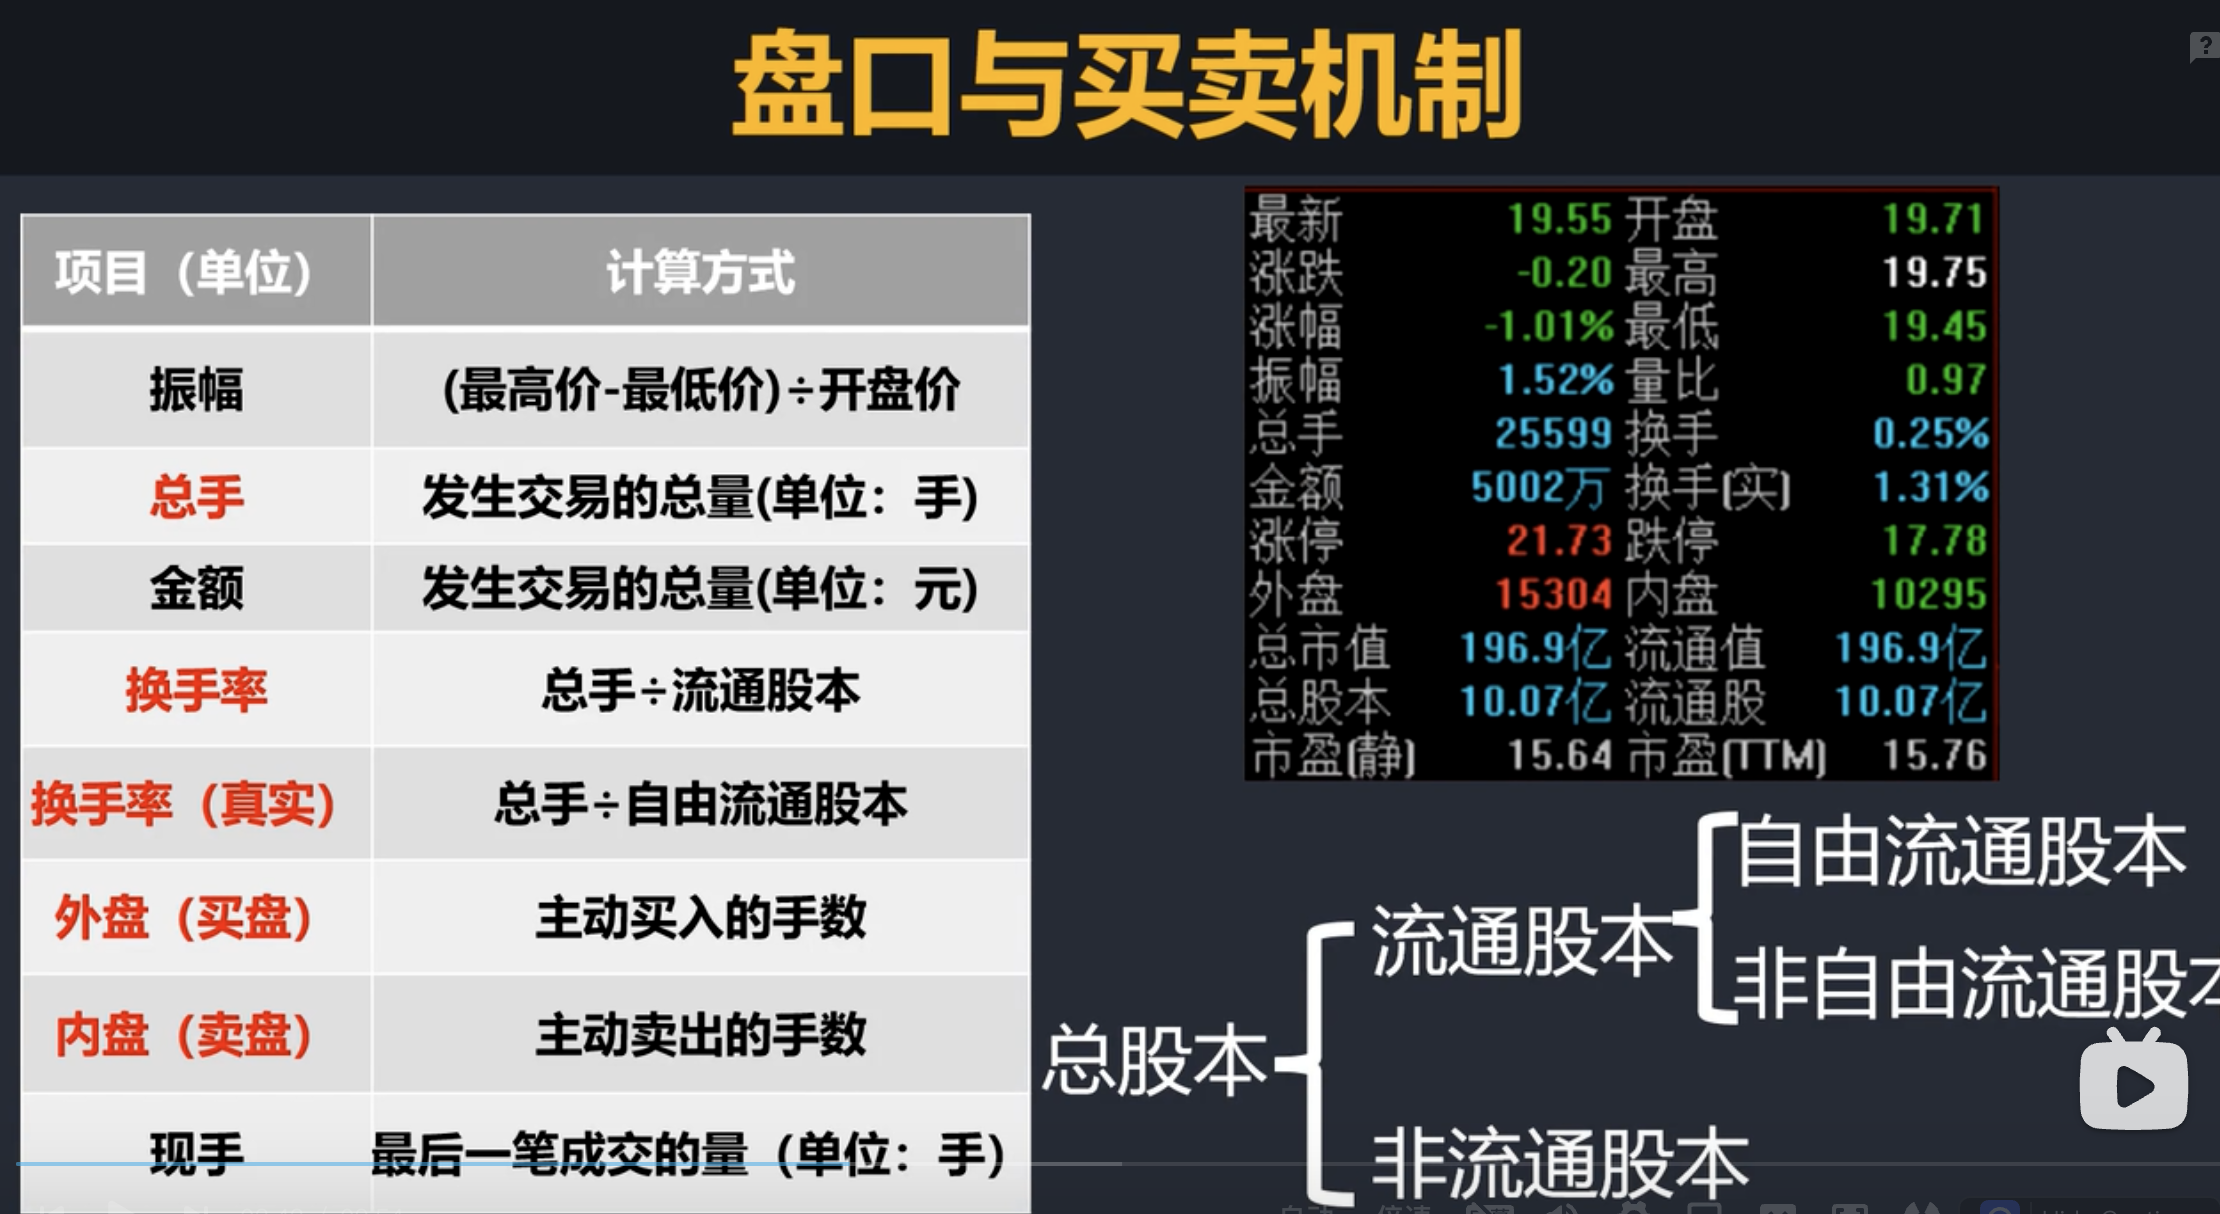 盘口与买卖机制
项目（单位） 计算方式
振幅 (最高价-最低价)÷开盘价
总手 发生交易的总量(单位：手)
金额 发生交易的总量(单位：元)
换手率 总手÷流通股本
换手率（真实） 总手÷自由流通股本
外盘（买盘） 主动买入的手数
内盘（卖盘） 主动卖出的手数
现手 最后一笔成交的量（单位：手）
最新 19.55 开盘 19.71
涨跌 -0.20 最高 19.75
涨幅 -1.01% 最低 19.45
振幅 1.52% 量比 0.97
总手 25599 换手 0.25%
金额 5002万 换手(实) 1.31%
涨停 21.73 跌停 17.78
外盘 15304 内盘 10295
总市值 196.9亿 流通值 196.9亿
总股本 10.07亿 流通股 10.07亿
市盈(静) 15.64 市盈(TTM) 15.76
自由流通股本
流通股本
非自由流通股本
总股本
非流通股本